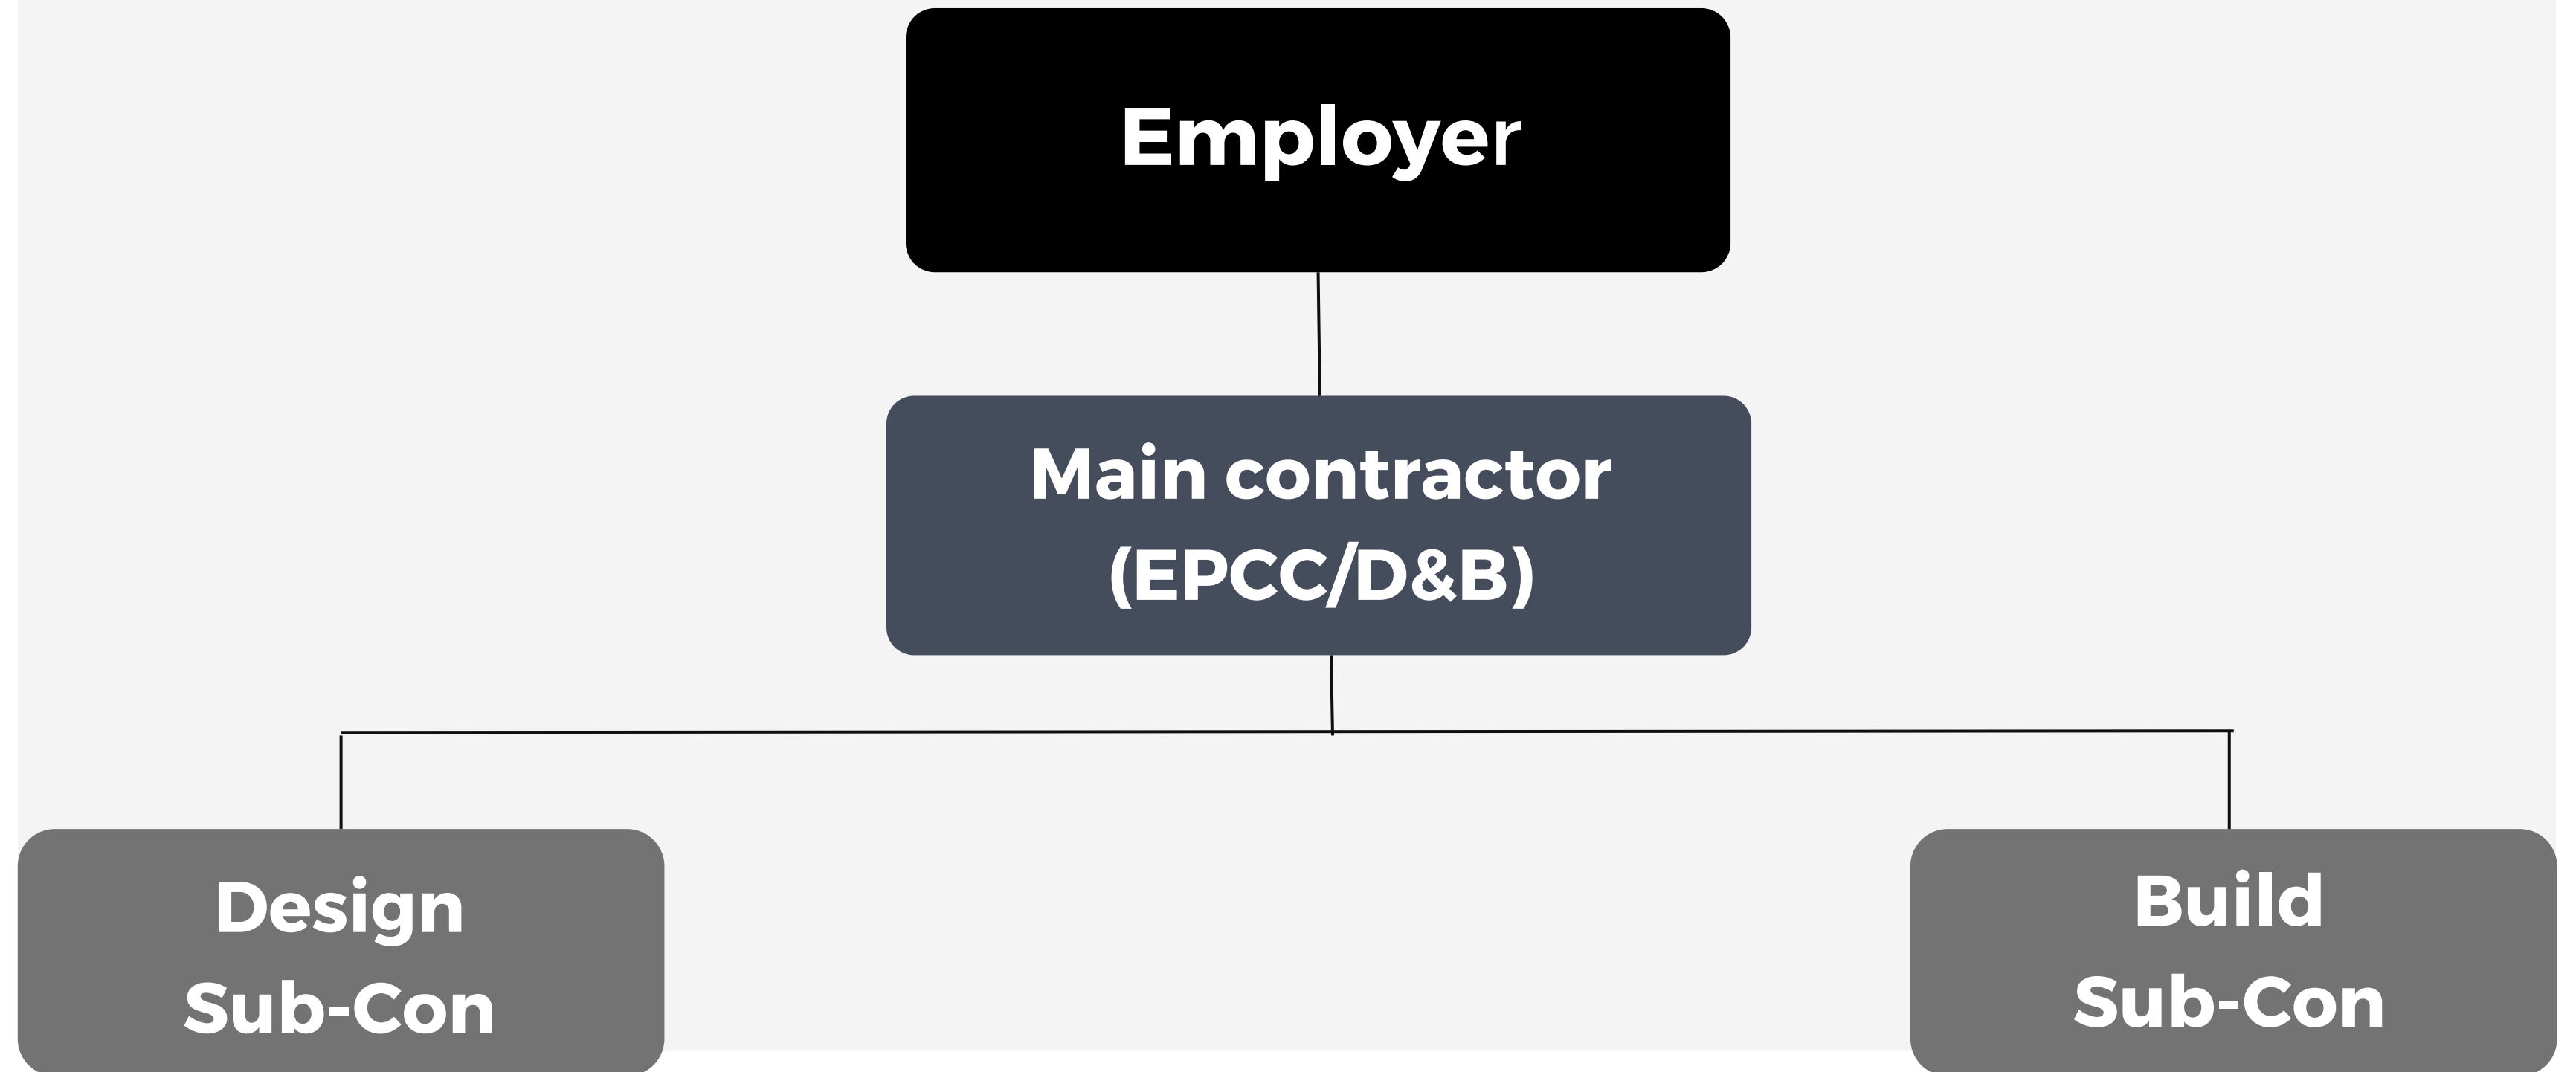 Employer
Main contractor
(EPCC/D&B)
Design
Sub-Con
Build
Sub-Con